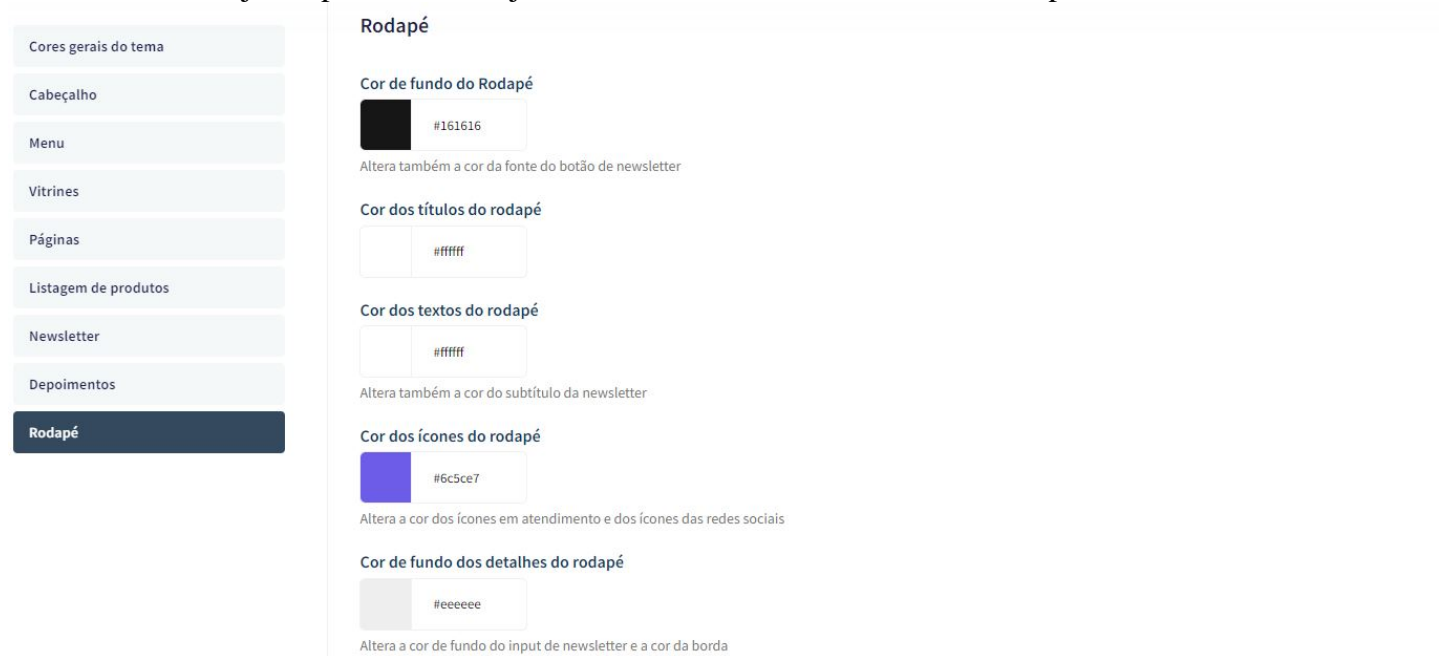 Cores gerais do tema
Cabeçalho
Menu
Vitrines
Páginas
Listagem de produtos
Newsletter
Depoimentos
Rodapé
Rodapé
Cor de fundo do Rodapé
#161616
Altera também a cor da fonte do botão de newsletter
Cor dos títulos do rodapé
#ffffff
Cor dos textos do rodapé
#ffffff
Altera também a cor do subtítulo da newsletter
Cor dos ícones do rodapé
#6c5ce7
Altera a cor dos ícones em atendimento e dos ícones das redes sociais
Cor de fundo dos detalhes do rodapé
#eeeeee
Altera a cor de fundo do input de newsletter e a cor da borda